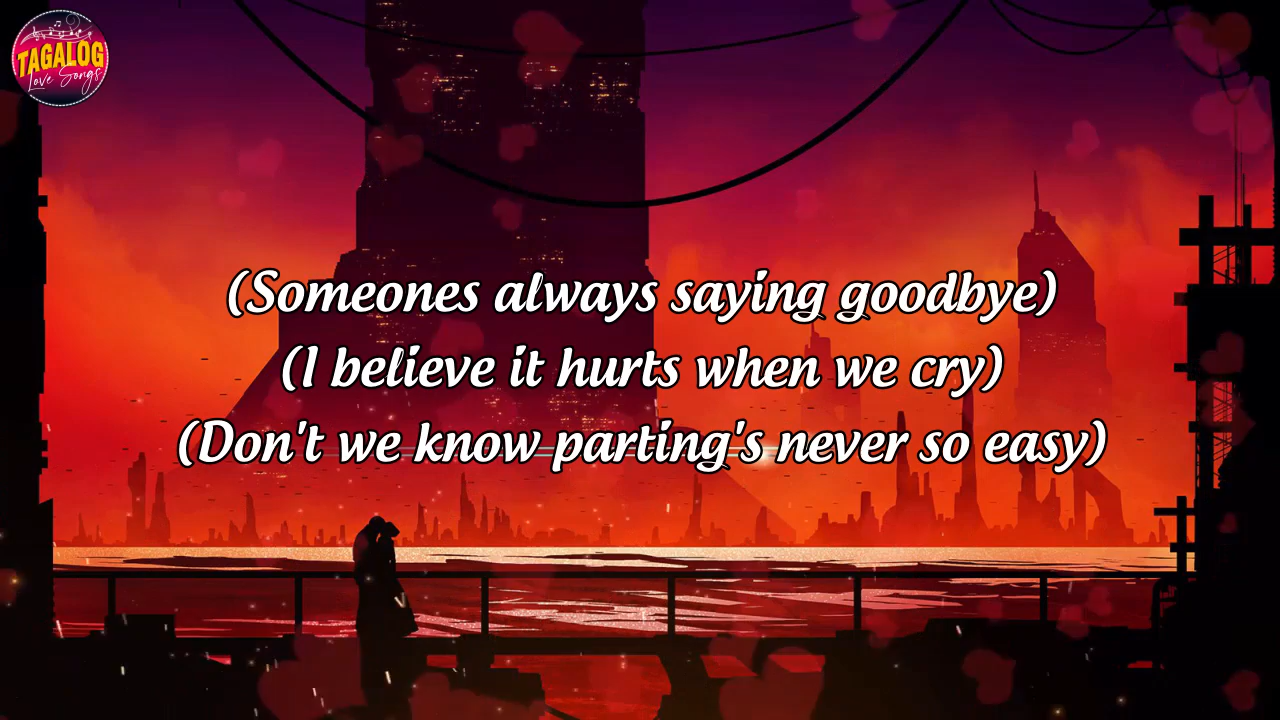 TAGALOG
Love Songs
(Someones always saying goodbye)
(I believe it hurts when we cry)
(Don't we know parting's never so easy)